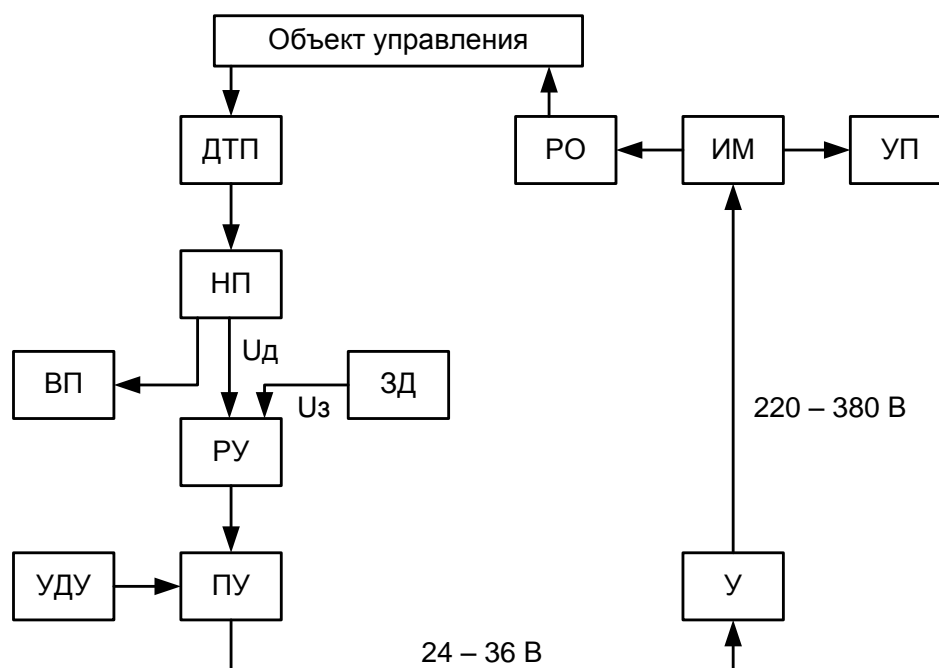 Объект управления
ДТП
РО
ИМ
УП
НП
Uд
ВП
ЗД
Uз
220 – 380 В
РУ
УДУ
ПУ
У
24 – 36 В